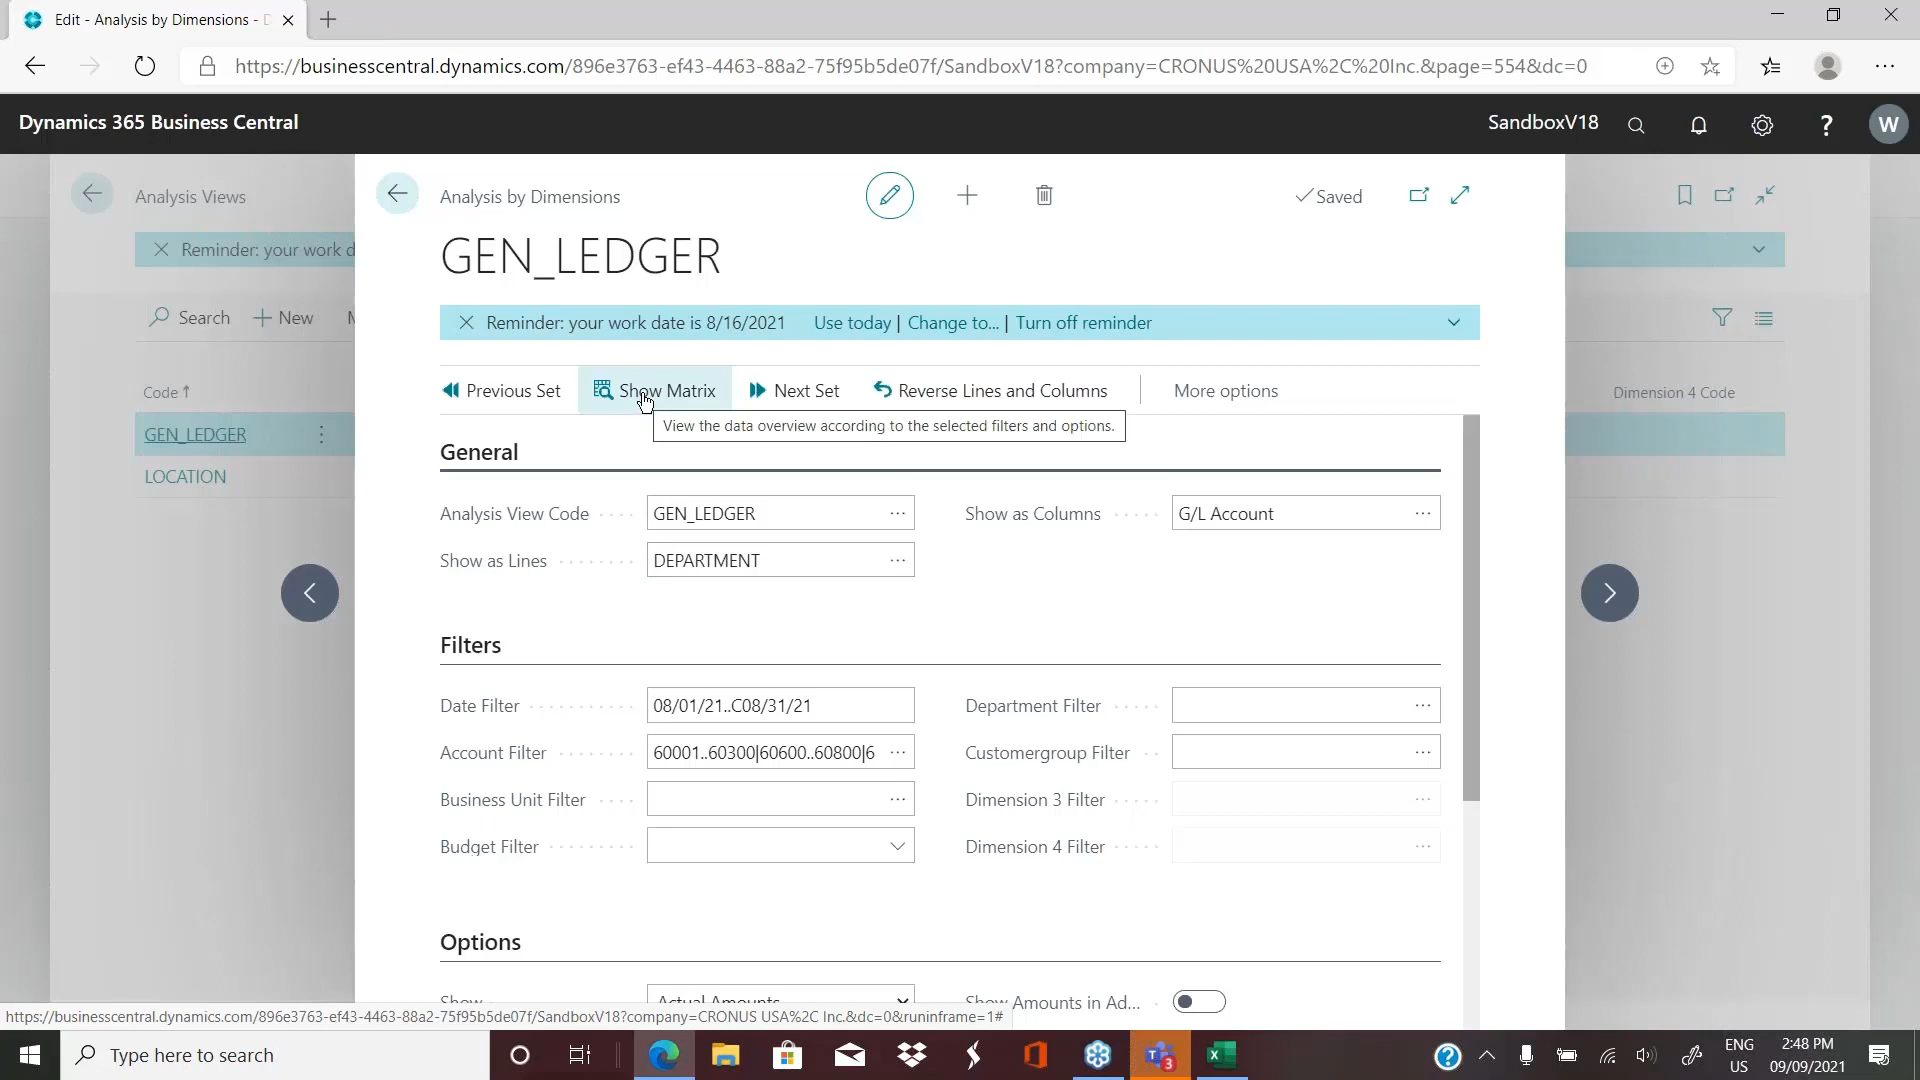 Edit - Analysis by Dimensions - D
https://businesscentral.dynamics.com/896e3763-ef43-4463-88a2-75f95b5de07f/SandboxV18?company=CRONUS%20USA%2C%20Inc.&page=554&dc=0
Dynamics 365 Business Central
SandboxV18
W
Analysis Views
Analysis by Dimensions
Saved
GEN_LEDGER
Reminder: your work d
Reminder: your work date is 8/16/2021 Use today | Change to... | Turn off reminder
Search
New
M
Previous Set
Show Matrix
Next Set
Reverse Lines and Columns
More options
View the data overview according to the selected filters and options.
Code ↑
Dimension 4 Code
GEN_LEDGER
LOCATION
General
Analysis View Code
GEN_LEDGER
Show as Columns
G/L Account
Show as Lines
DEPARTMENT
Filters
Date Filter
08/01/21..C08/31/21
Department Filter
Account Filter
60001..60300|60600..60800|6
Customergroup Filter
Business Unit Filter
Dimension 3 Filter
Budget Filter
Dimension 4 Filter
Options
Show
Actual Amounts
Show Amounts in Ad...
https://businesscentral.dynamics.com/896e3763-ef43-4463-88a2-75f95b5de07f/SandboxV18?company=CRONUS USA%2C Inc.&dc=0&runinframe=1#
Type here to search
3
ENG
US
2:48 PM
09/09/2021